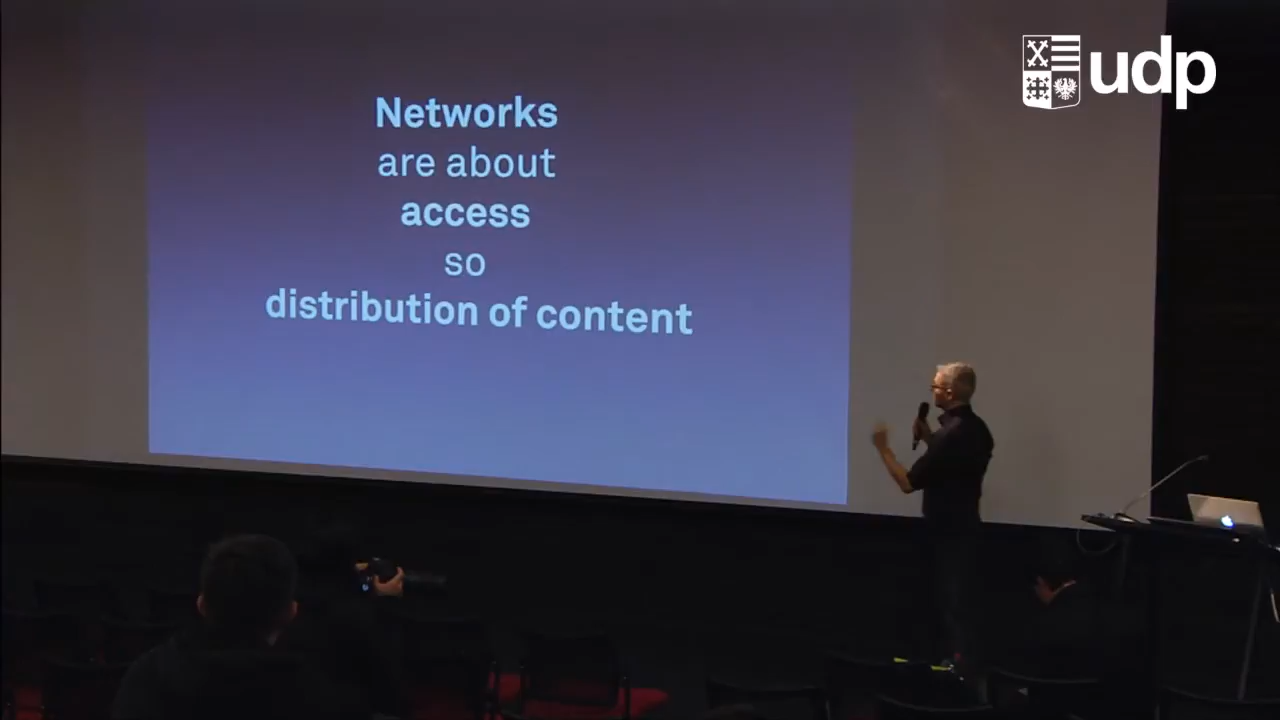 Networks
are about
access
so
distribution of content
udp